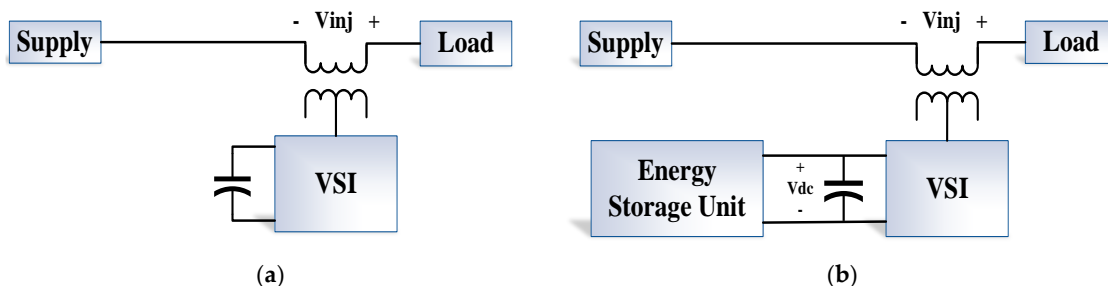 - Vinj +
Supply
Load
VSI
(a)
- Vinj +
Supply
Load
Energy
Storage Unit
+
Vdc
-
VSI
(b)